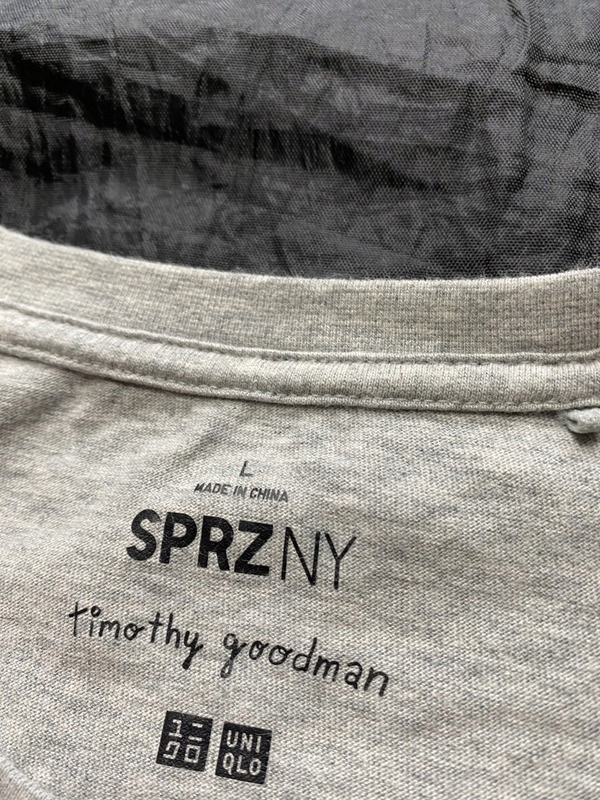 L
MADE IN CHINA
SPRZ NY
timothy goodman
ユニ UNI
クロ QLO